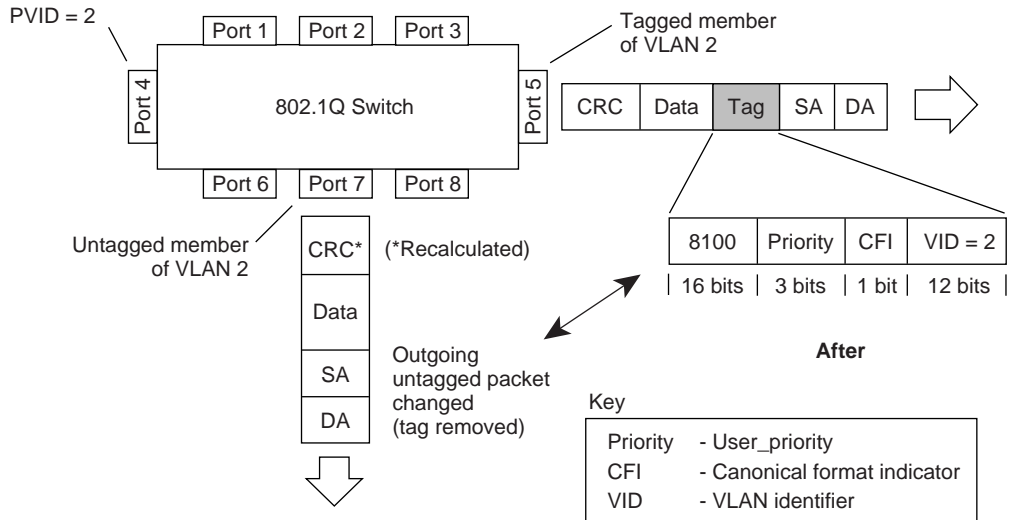 PVID = 2
Port 1
Port 2
Port 3
Tagged member
of VLAN 2
Port 4
802.1Q Switch
Port 5
CRC
Data
Tag
SA
DA
Port 6
Port 7
Port 8
Untagged member
of VLAN 2
CRC*
(*Recalculated)
8100
Priority
CFI
VID = 2
16 bits
3 bits
1 bit
12 bits
Data
SA
DA
Outgoing
untagged packet
changed
(tag removed)
After
Key
Priority - User_priority
CFI - Canonical format indicator
VID - VLAN identifier